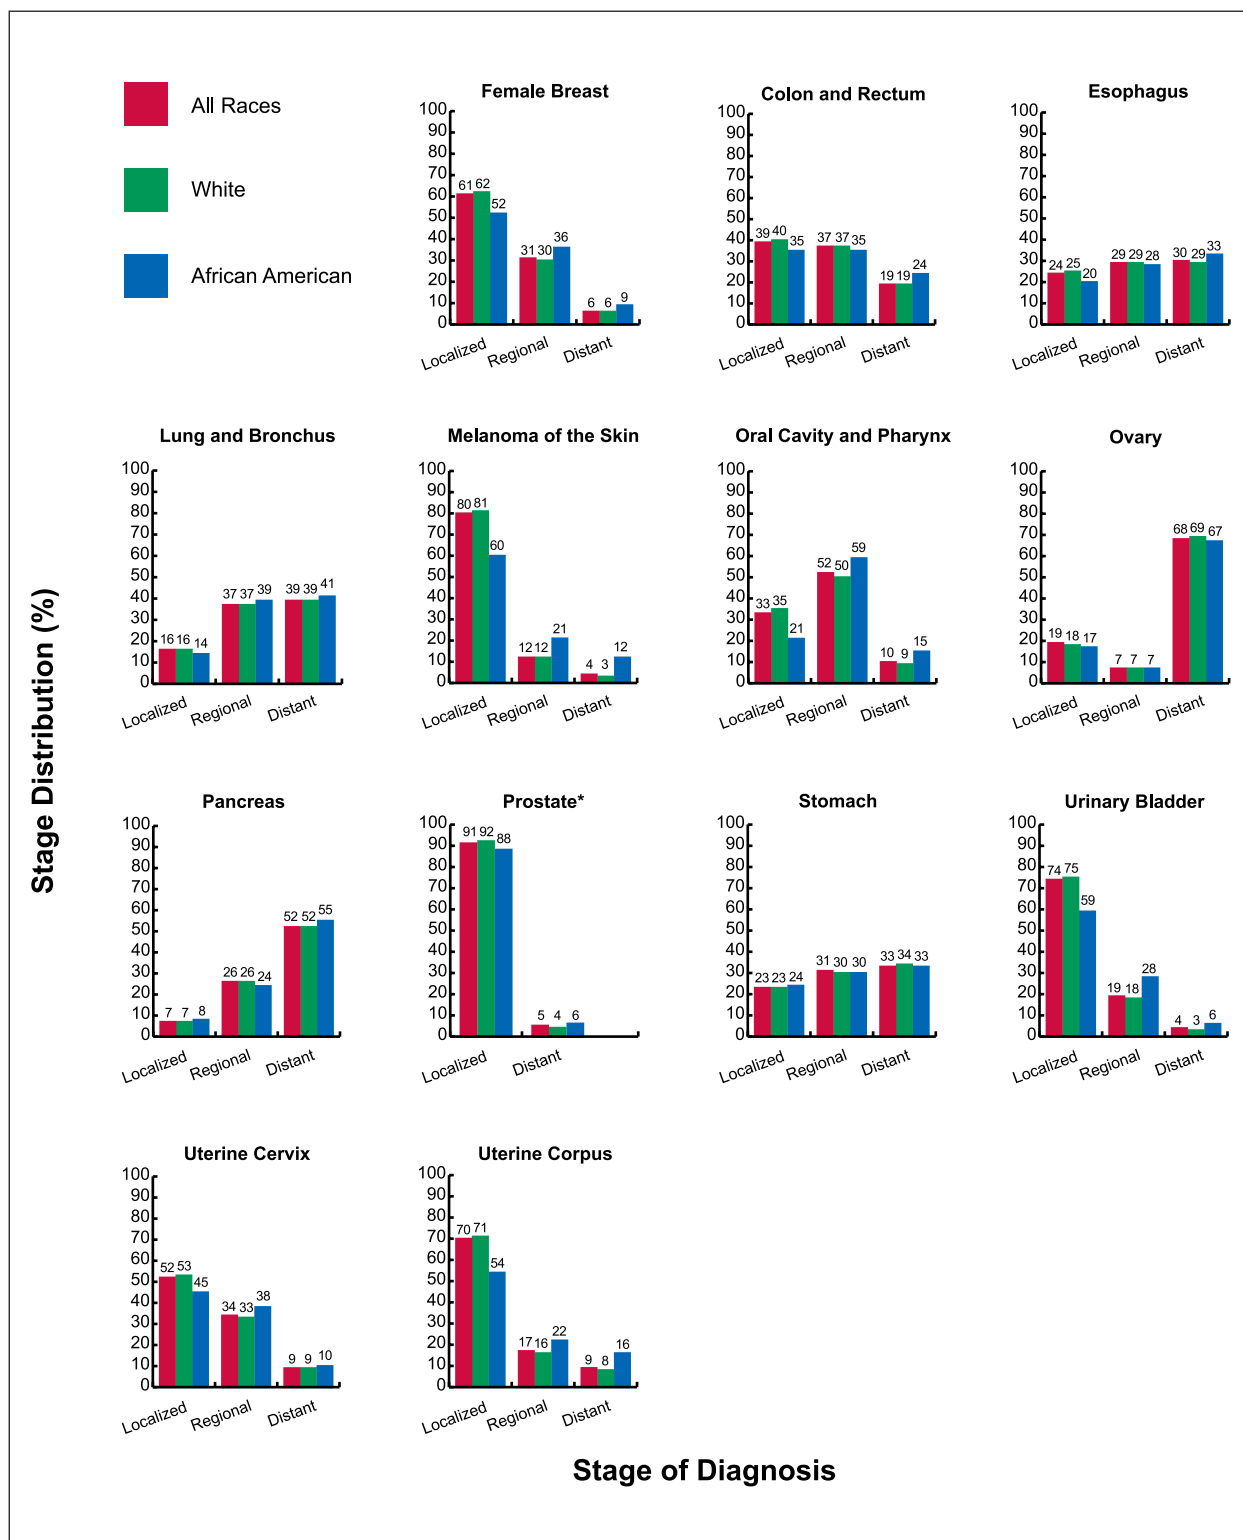 All Races
White
African American
Female Breast
100
90
80
70
60
50
40
30
20
10
0
61 62 52
31 30 36
6 6 9
Localized Regional Distant
Colon and Rectum
100
90
80
70
60
50
40
30
20
10
0
39 40 35
37 37 35
19 19 24
Localized Regional Distant
Esophagus
100
90
80
70
60
50
40
30
20
10
0
24 25 20
29 29 28
30 29 33
Localized Regional Distant
Stage Distribution (%)
Lung and Bronchus
100
90
80
70
60
50
40
30
20
10
0
16 16 14
37 37 39
39 39 41
Localized Regional Distant
Melanoma of the Skin
100
90
80
70
60
50
40
30
20
10
0
80 81 60
12 12 21
4 3 12
Localized Regional Distant
Oral Cavity and Pharynx
100
90
80
70
60
50
40
30
20
10
0
33 35 21
52 50 59
10 9 15
Localized Regional Distant
Ovary
100
90
80
70
60
50
40
30
20
10
0
19 18 17
7 7 7
68 69 67
Localized Regional Distant
Pancreas
100
90
80
70
60
50
40
30
20
10
0
7 7 8
26 26 24
52 52 55
Localized Regional Distant
Prostate*
100
90
80
70
60
50
40
30
20
10
0
91 92 88
5 4 6
Localized Distant
Stomach
100
90
80
70
60
50
40
30
20
10
0
23 23 24
31 30 30
33 34 33
Localized Regional Distant
Urinary Bladder
100
90
80
70
60
50
40
30
20
10
0
74 75 59
19 18 28
4 3 6
Localized Regional Distant
Uterine Cervix
100
90
80
70
60
50
40
30
20
10
0
52 53 45
34 33 38
9 9 10
Localized Regional Distant
Uterine Corpus
100
90
80
70
60
50
40
30
20
10
0
70 71 54
17 16 22
9 8 16
Localized Regional Distant
Stage of Diagnosis